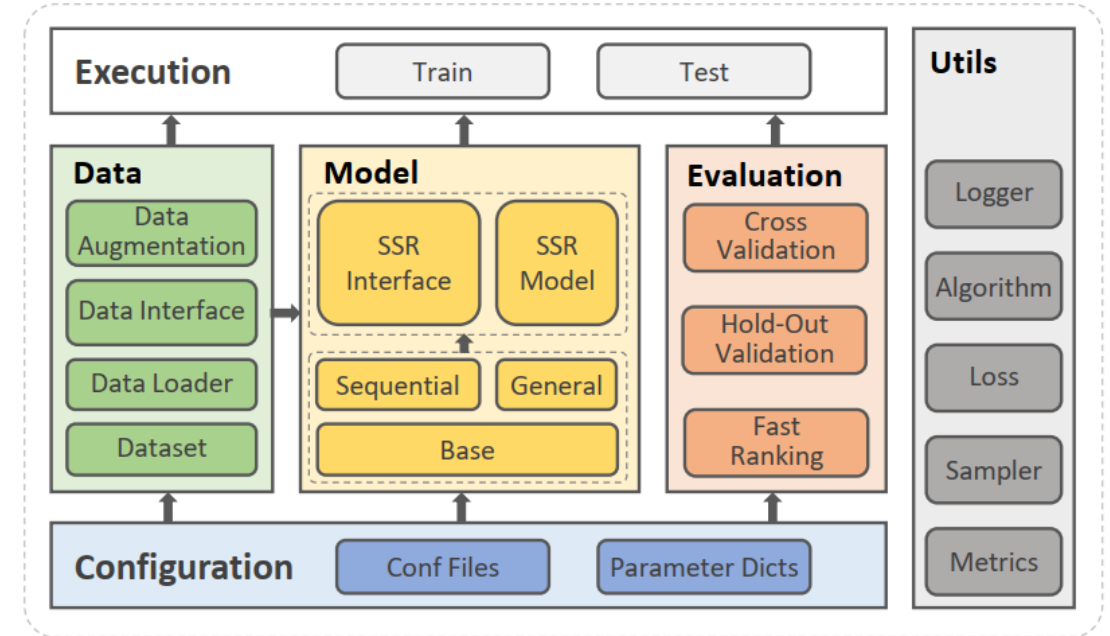 Execution
Train
Test
Utils
Data
Data
Augmentation
Data Interface
Data Loader
Dataset
Model
SSR
Interface
SSR
Model
Sequential
General
Base
Evaluation
Cross
Validation
Hold-Out
Validation
Fast
Ranking
Logger
Algorithm
Loss
Sampler
Metrics
Configuration
Conf Files
Parameter Dicts